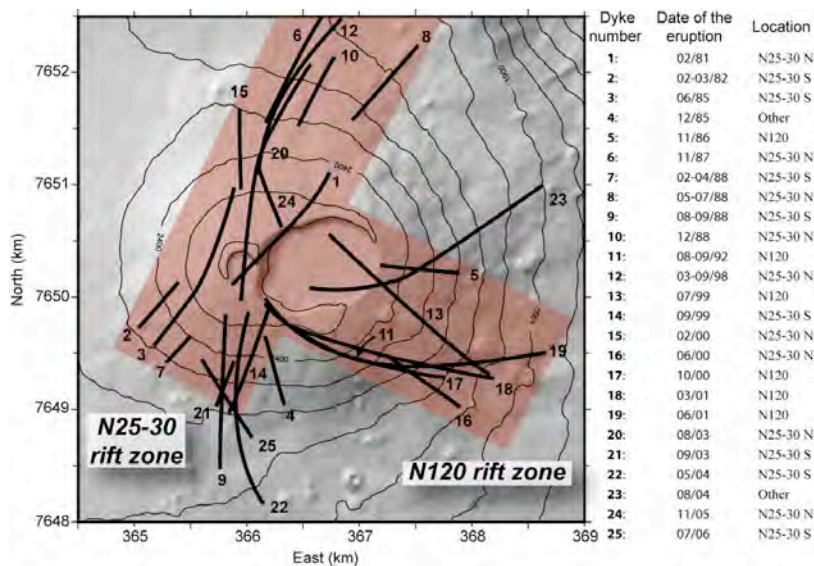 6
12
8
10
15
20
1
24
23
5
13
2
3
7
11
14
21
4
25
9
22
17
18
16
19
2400
2400
N25-30
rift zone
N120 rift zone
7652
7651
7650
7649
7648
North (km)
365 366 367 368 369
East (km)
Dyke number Date of the eruption Location
1: 02/81 N25-30 N
2: 02-03/82 N25-30 S
3: 06/85 N25-30 S
4: 12/85 Other
5: 11/86 N120
6: 11/87 N25-30 N
7: 02-04/88 N25-30 S
8: 05-07/88 N25-30 N
9: 08-09/88 N25-30 S
10: 12/88 N25-30 N
11: 08-09/92 N120
12: 03-09/98 N25-30 N
13: 07/99 N120
14: 09/99 N25-30 S
15: 02/00 N25-30 N
16: 06/00 N25-30 N
17: 10/00 N120
18: 03/01 N120
19: 06/01 N120
20: 08/03 N25-30 N
21: 09/03 N25-30 S
22: 05/04 N25-30 S
23: 08/04 Other
24: 11/05 N25-30 N
25: 07/06 N25-30 S